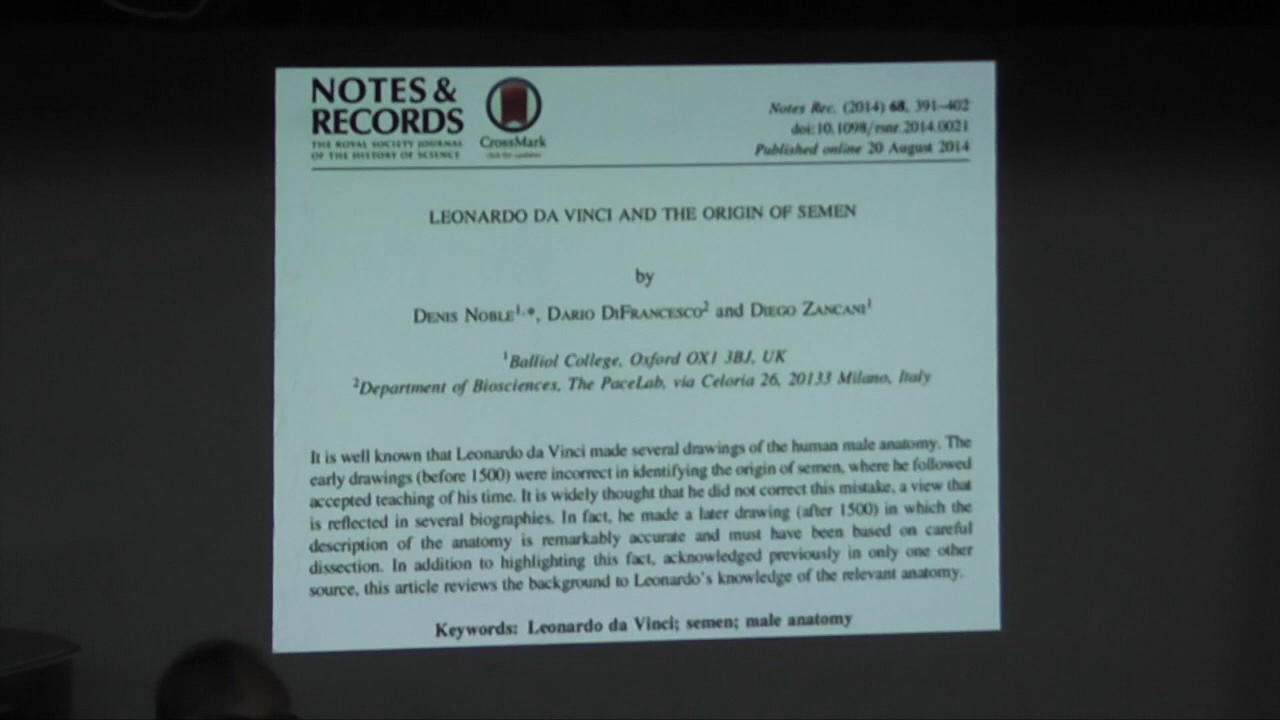 NOTES &
RECORDS
THE ROYAL SOCIETY JOURNAL
OF THE HISTORY OF SCIENCE
CrossMark
click for updates
Notes Rec. (2014) 68, 391–402
doi:10.1098/rsnr.2014.0021
Published online 20 August 2014
LEONARDO DA VINCI AND THE ORIGIN OF SEMEN
by
DENIS NOBLE1,*, DARIO DIFRANCESCO2 and DIEGO ZANCANI1
1Balliol College, Oxford OX1 3BJ, UK
2Department of Biosciences, The PaceLab, via Celoria 26, 20133 Milano, Italy
It is well known that Leonardo da Vinci made several drawings of the human male anatomy. The
early drawings (before 1500) were incorrect in identifying the origin of semen, where he followed
accepted teaching of his time. It is widely thought that he did not correct this mistake, a view that
is reflected in several biographies. In fact, he made a later drawing (after 1500) in which the
description of the anatomy is remarkably accurate and must have been based on careful
dissection. In addition to highlighting this fact, acknowledged previously in only one other
source, this article reviews the background to Leonardo's knowledge of the relevant anatomy.
Keywords: Leonardo da Vinci; semen; male anatomy